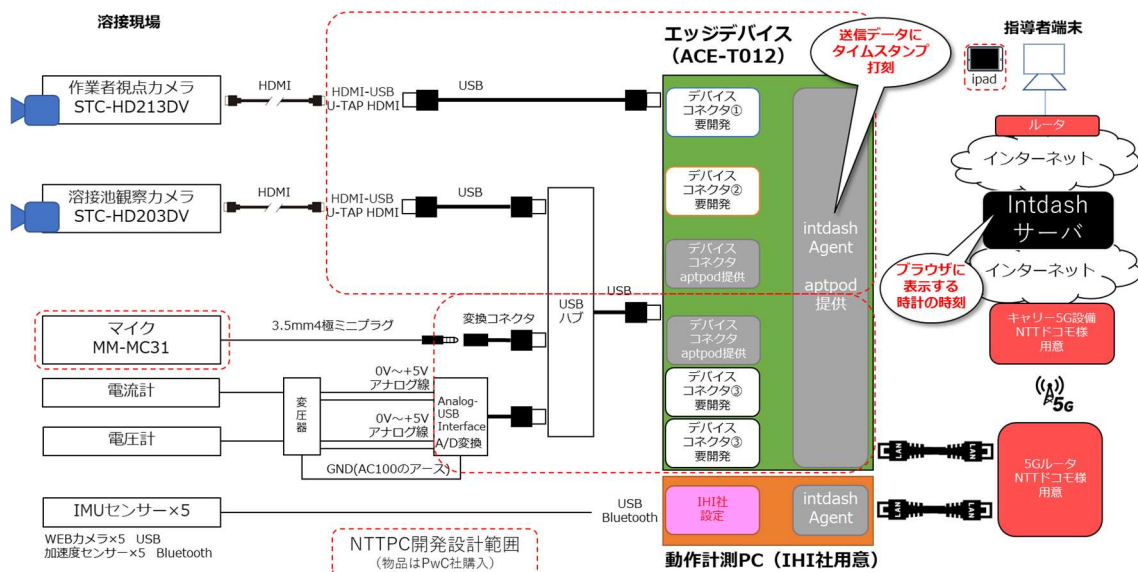 溶接現場
エッジデバイス
（ACE-T012）
送信データに
タイムスタンプ
打刻
指導者端末
ipad
作業者視点カメラ
STC-HD213DV
HDMI
HDMI-USB
U-TAP HDMI
USB
デバイス
コネクタ①
要開発
ルータ
インターネット
溶接池観察カメラ
STC-HD203DV
HDMI
HDMI-USB
U-TAP HDMI
USB
デバイス
コネクタ②
要開発
intdash
Agent
aptpod
提供
Intdash
サーバ
デバイス
コネクタ
aptpod提供
ブラウザに
表示する
時計の時刻
インターネット
USB
ハブ
USB
マイク
MM-MC31
3.5mm4極ミニプラグ
変換コネクタ
デバイス
コネクタ
aptpod提供
キャリー5G設備
NTTドコモ様
用意
電流計
変
圧
器
0V～+5V
アナログ線
Analog-
USB
Interface
A/D変換
デバイス
コネクタ③
要開発
5G
電圧計
0V～+5V
アナログ線
デバイス
コネクタ③
要開発
GND(AC100のアース)
LAN
LAN
5Gルータ
NTTドコモ様
用意
IMUセンサー×5
USB
Bluetooth
IHI社
設定
intdash
Agent
LAN
LAN
WEBカメラ×5　USB
加速度センサー×5　Bluetooth
NTTPC開発設計範囲
（物品はPwC社購入）
動作計測PC（IHI社用意）